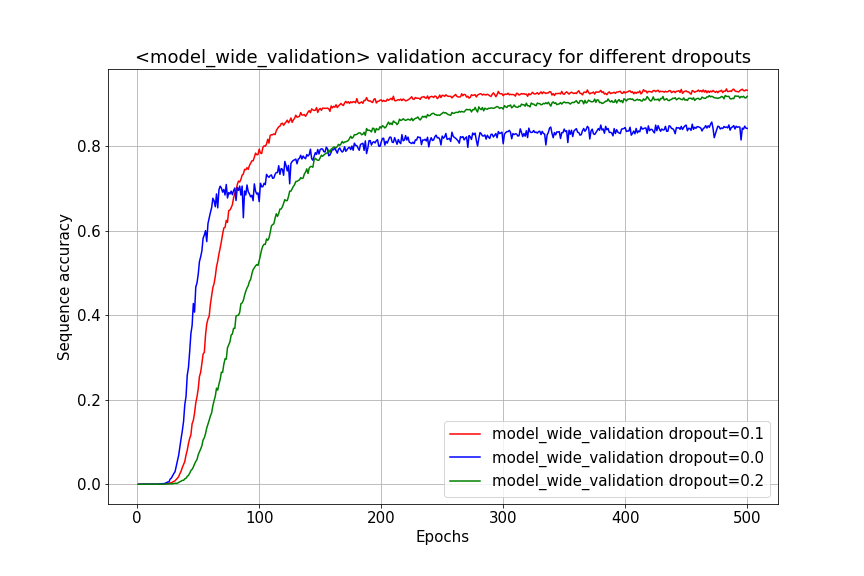 <model_wide_validation> validation accuracy for different dropouts
Sequence accuracy
0.8
0.6
0.4
0.2
0.0
model_wide_validation dropout=0.1
model_wide_validation dropout=0.0
model_wide_validation dropout=0.2
0 100 200 300 400 500
Epochs